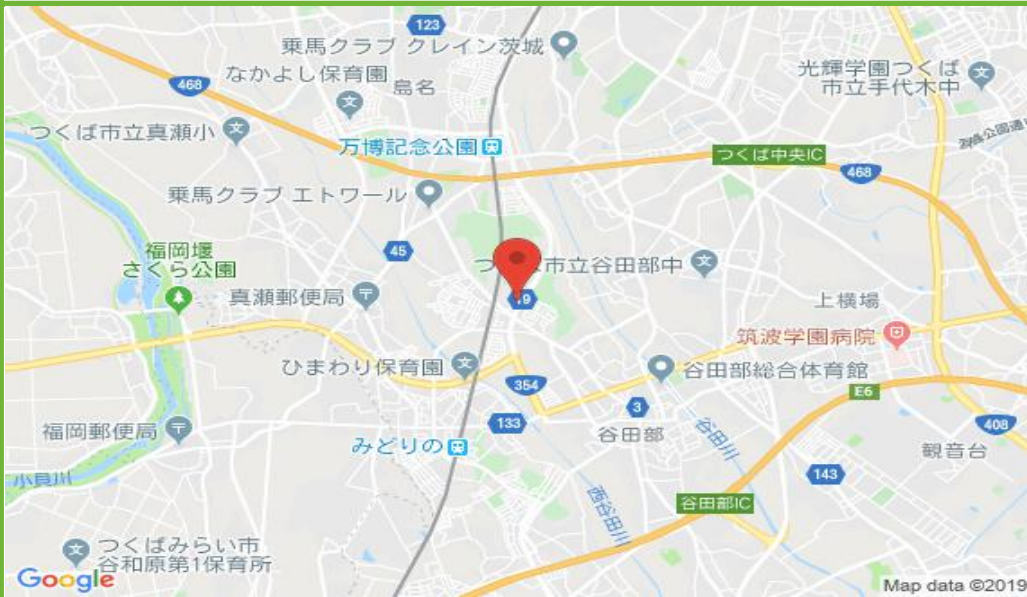 123
乗馬クラブ クレイン茨城
光輝学園つくば
市立手代木中
なかよし保育園
島名
468
つくば市立真瀬小
万博記念公園
つくば中央IC
468
乗馬クラブ エトワール
45
福岡堰
さくら公園
市立谷田部中
真瀬郵便局
19
上横場
筑波学園病院
ひまわり保育園
谷田部総合体育館
354
E6
3
133
福岡郵便局
みどりの
谷田部
谷田川
408
観音台
小貝川
143
西谷田川
谷田部IC
つくばみらい市
谷和原第1保育所
Google
Map data ©2019